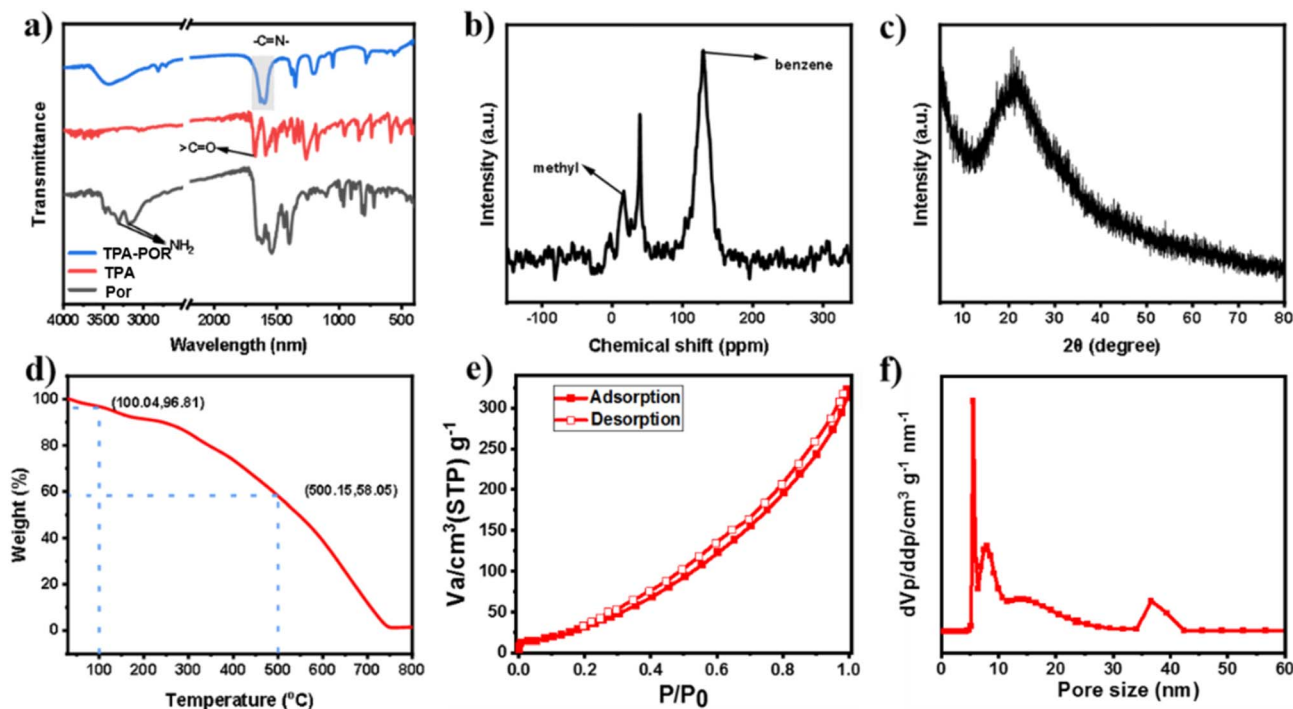 a)
-C=N-
>C=O
NH2
TPA-POR
TPA
Por
Transmittance
4000 3500 3000 2000 1500 1000 500
Wavelength (nm)
b)
benzene
methyl
Intensity (a.u.)
-100 0 100 200 300
Chemical shift (ppm)
c)
Intensity (a.u.)
10 20 30 40 50 60 70 80
2θ (degree)
d)
(100.04,96.81)
(500.15,58.05)
Weight (%)
100
80
60
40
20
0
100 200 300 400 500 600 700 800
Temperature (°C)
e)
Adsorption
Desorption
Va/cm³(STP) g⁻¹
300
250
200
150
100
50
0
0.0 0.2 0.4 0.6 0.8 1.0
P/P₀
f)
dVp/ddp/cm³ g⁻¹ nm⁻¹
0 10 20 30 40 50 60
Pore size (nm)